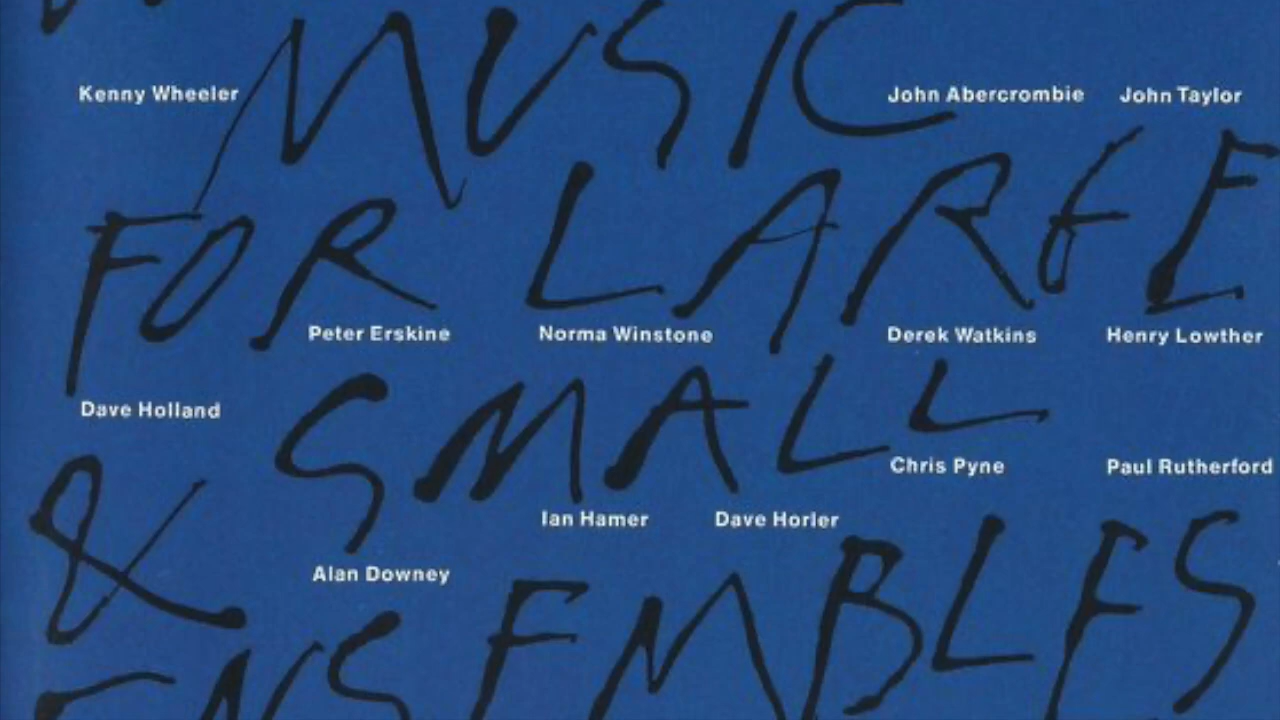 MUSIC
Kenny Wheeler John Abercrombie John Taylor
FOR LARGE
Peter Erskine Norma Winstone Derek Watkins Henry Lowther
Dave Holland
& SMALL
Chris Pyne Paul Rutherford
Ian Hamer Dave Horler
Alan Downey
ENSEMBLES